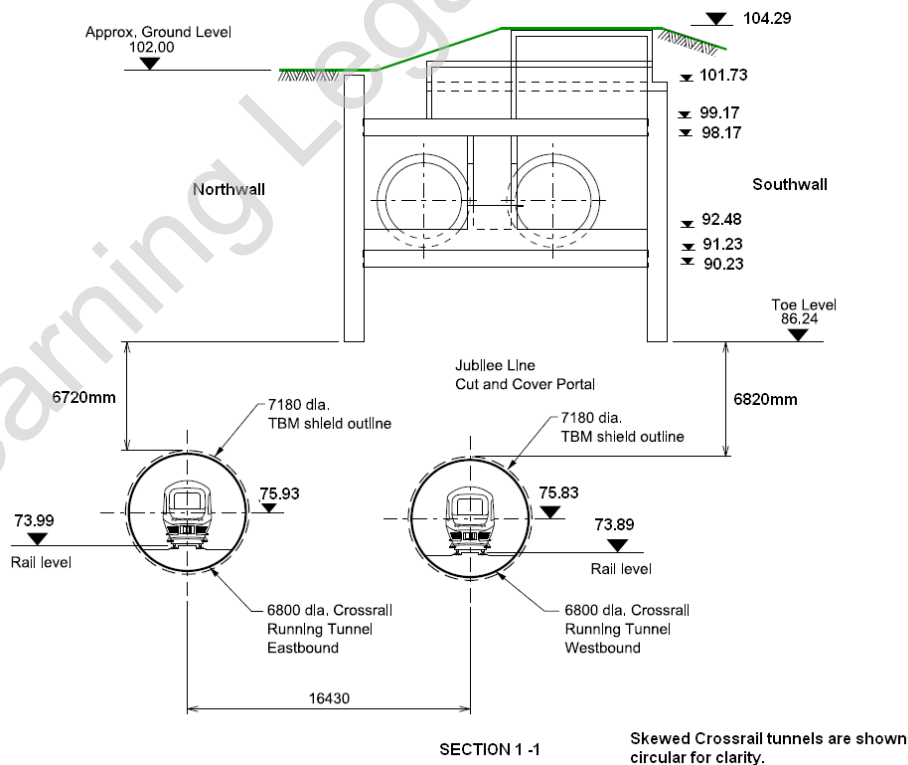 104.29
Approx. Ground Level
102.00
101.73
99.17
98.17
Northwall
Southwall
92.48
91.23
90.23
Toe Level
86.24
Jubilee Line
Cut and Cover Portal
6720mm
6820mm
7180 dia.
TBM shield outline
7180 dia.
TBM shield outline
75.93
75.83
73.99
73.89
Rail level
Rail level
6800 dia. Crossrail
Running Tunnel
Eastbound
6800 dia. Crossrail
Running Tunnel
Westbound
16430
SECTION 1 -1
Skewed Crossrail tunnels are shown
circular for clarity.
arning Lega